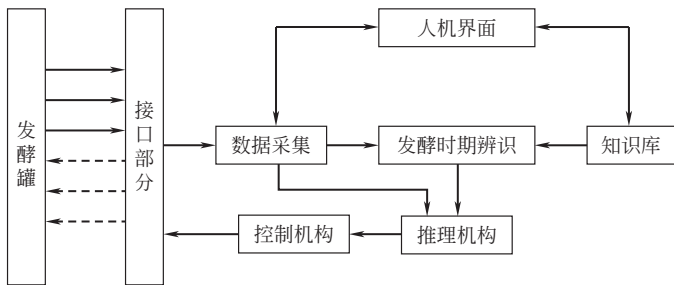 人机界面
发酵罐
接口部分
数据采集
发酵时期辨识
知识库
控制机构
推理机构